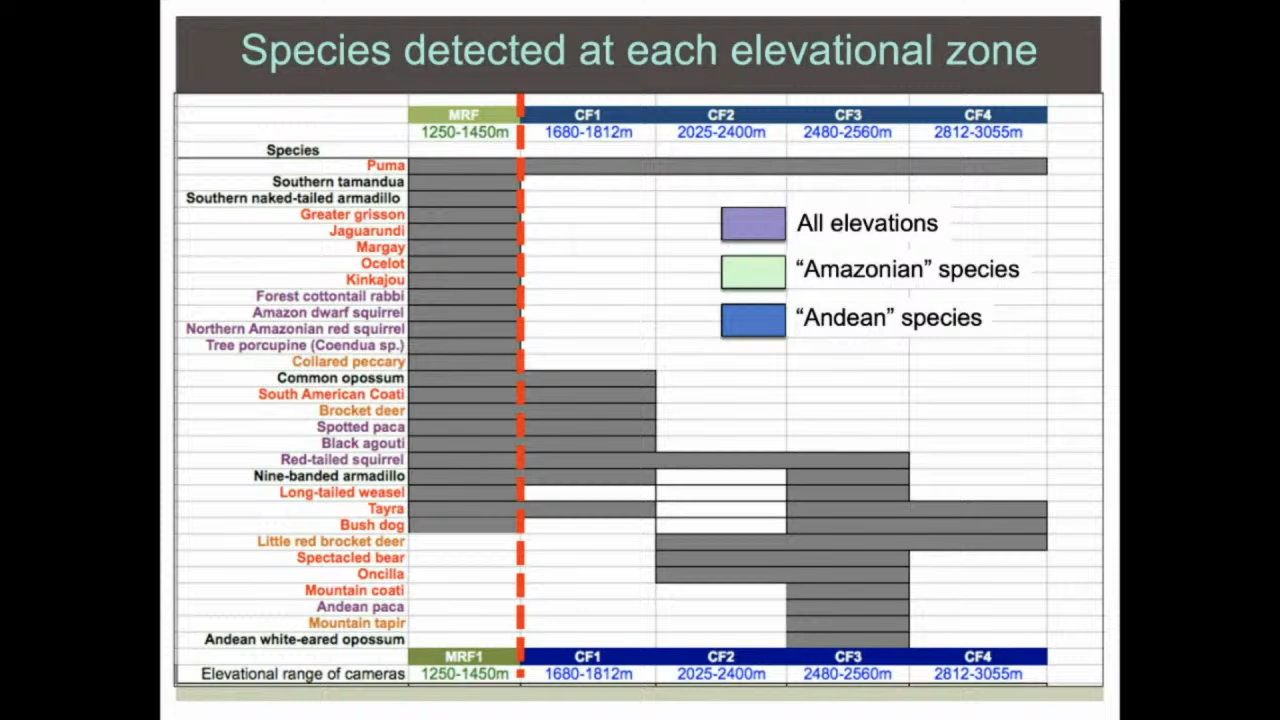 Species detected at each elevational zone
MRF CF1 CF2 CF3 CF4
1250-1450m 1680-1812m 2025-2400m 2480-2560m 2812-3055m
Species
Puma
Southern tamandua
Southern naked-tailed armadillo
Greater grisson
Jaguarundi
Margay
Ocelot
Kinkajou
Forest cottontail rabbi
Amazon dwarf squirrel
Northern Amazonian red squirrel
Tree porcupine (Coendua sp.)
Collared peccary
Common opossum
South American Coati
Brocket deer
Spotted paca
Black agouti
Red-tailed squirrel
Nine-banded armadillo
Long-tailed weasel
Tayra
Bush dog
Little red brocket deer
Spectacled bear
Oncilla
Mountain coati
Andean paca
Mountain tapir
Andean white-eared opossum
All elevations
“Amazonian” species
“Andean” species
MRF1 CF1 CF2 CF3 CF4
Elevational range of cameras 1250-1450m 1680-1812m 2025-2400m 2480-2560m 2812-3055m